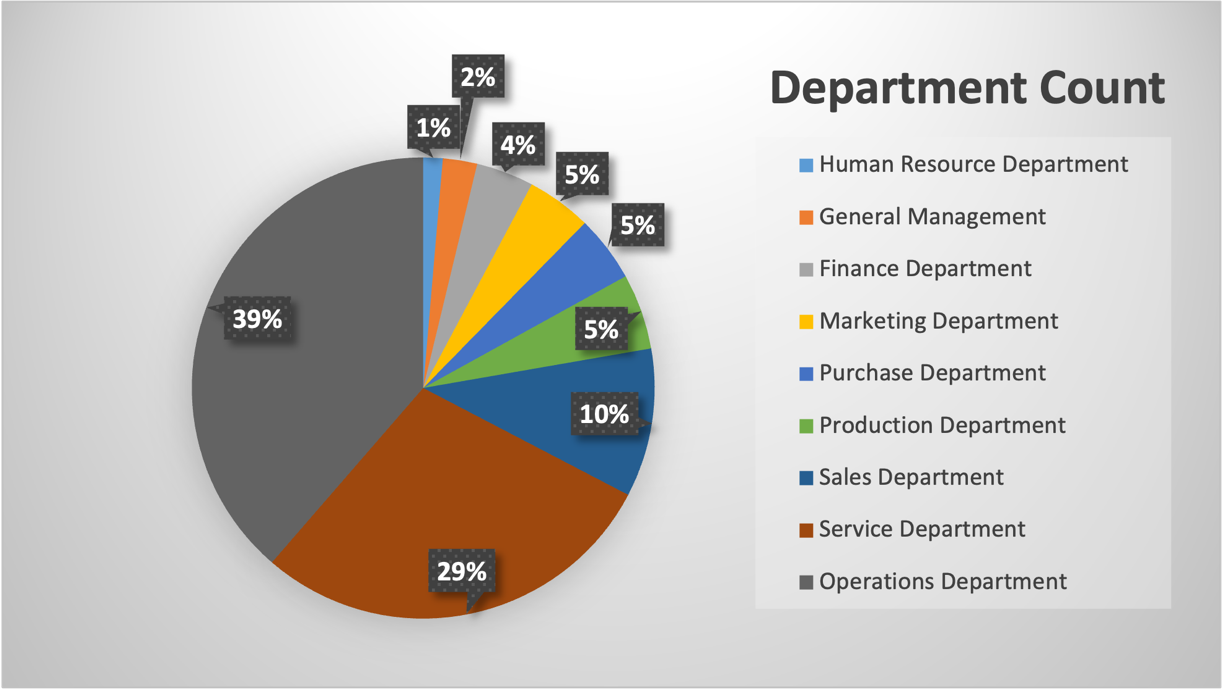 Department Count
2%
1%
4%
5%
5%
5%
39%
10%
29%
Human Resource Department
General Management
Finance Department
Marketing Department
Purchase Department
Production Department
Sales Department
Service Department
Operations Department